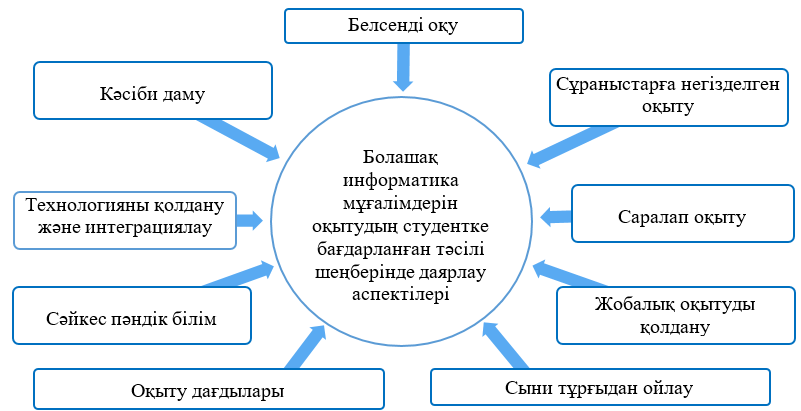 Белсенді оқу
Кәсіби даму
Сұраныстарға негізделген
оқыту
Технологияны қолдану
және интеграциялау
Болашақ
информатика
мұғалімдерін
оқытудың студентке
бағдарланған тәсілі
шеңберінде даярлау
аспектілері
Саралап оқыту
Сәйкес пәндік білім
Жобалық оқытуды
қолдану
Оқыту дағдылары
Сыни тұрғыдан ойлау